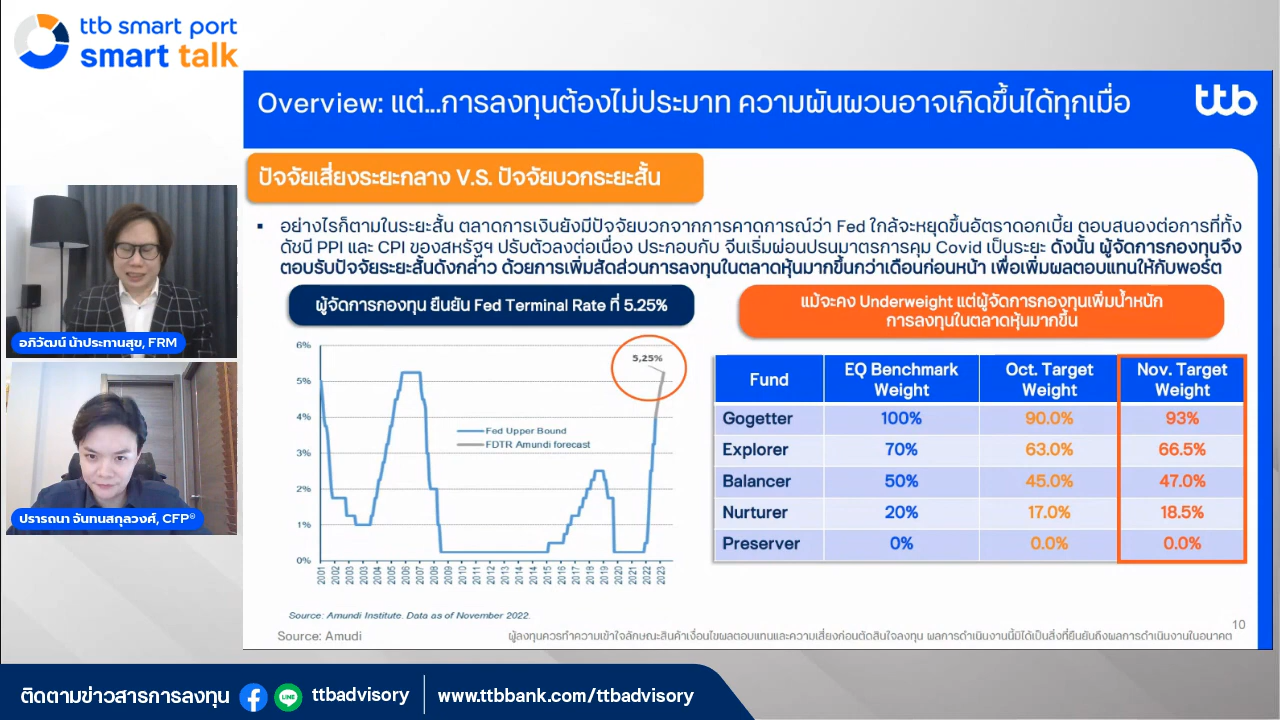 ttb smart port
smart talk
Overview: แต่...การลงทุนต้องไม่ประมาท ความผันผวนอาจเกิดขึ้นได้ทุกเมื่อ
ttb
ปัจจัยเสี่ยงระยะกลาง V.S. ปัจจัยบวกระยะสั้น
▪ อย่างไรก็ตามในระยะสั้น ตลาดการเงินยังมีปัจจัยบวกจากการคาดการณ์ว่า Fed ใกล้จะหยุดขึ้นอัตราดอกเบี้ย ตอบสนองต่อการที่ทั้ง
ดัชนี PPI และ CPI ของสหรัฐฯ ปรับตัวลงต่อเนื่อง ประกอบกับ จีนเริ่มผ่อนปรนมาตรการคุม Covid เป็นระยะ ดังนั้น ผู้จัดการกองทุนจึง
ตอบรับปัจจัยระยะสั้นดังกล่าว ด้วยการเพิ่มสัดส่วนการลงทุนในตลาดหุ้นมากขึ้นกว่าเดือนก่อนหน้า เพื่อเพิ่มผลตอบแทนให้กับพอร์ต
ผู้จัดการกองทุน ยืนยัน Fed Terminal Rate ที่ 5.25%
แม้จะคง Underweight แต่ผู้จัดการกองทุนเพิ่มน้ำหนัก
การลงทุนในตลาดหุ้นมากขึ้น
6%
5%
4%
3%
2%
1%
0%
5,25%
Fed Upper Bound
FDTR Amundi forecast
2001 2002 2003 2003 2004 2005 2006 2007 2007 2008 2009 2010 2011 2011 2012 2013 2014 2014 2015 2016 2017 2018 2018 2019 2020 2021 2022 2023
Source: Amundi Institute. Data as of November 2022.
Fund EQ Benchmark Weight Oct. Target Weight Nov. Target Weight
Gogetter 100% 90.0% 93%
Explorer 70% 63.0% 66.5%
Balancer 50% 45.0% 47.0%
Nurturer 20% 17.0% 18.5%
Preserver 0% 0.0% 0.0%
10
Source: Amudi
ผู้ลงทุนควรทำความเข้าใจลักษณะสินค้าเงื่อนไขผลตอบแทนและความเสี่ยงก่อนตัดสินใจลงทุน ผลการดำเนินงานนี้มิได้เป็นสิ่งที่ยืนยันถึงผลการดำเนินงานในอนาคต
อภิวัฒน์ น้าประทานสุข, FRM
ปรารถนา จันทนสกุลวงศ์, CFP®
ติดตามข่าวสารการลงทุน
LINE
ttbadvisory
www.ttbbank.com/ttbadvisory